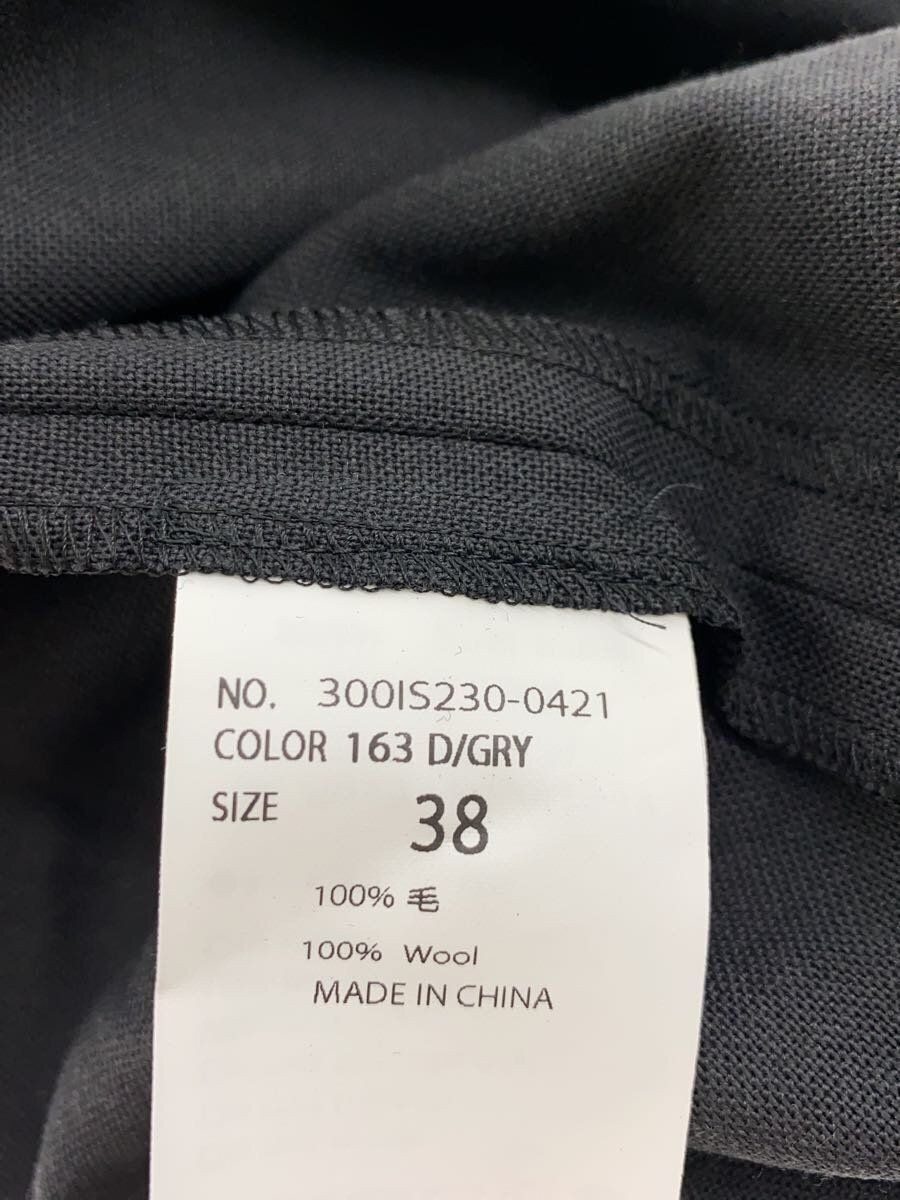 NO. 300IS230-0421
COLOR 163 D/GRY
SIZE 38
100% 毛
100% Wool
MADE IN CHINA